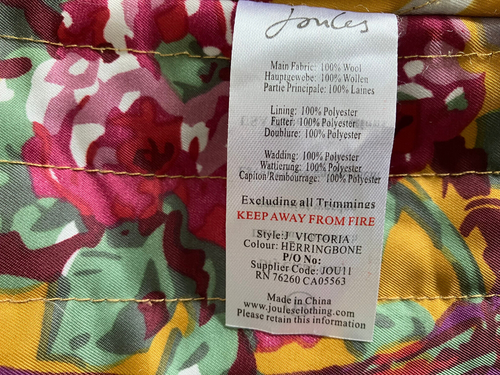 Joules
Main Fabric: 100% Wool
Hauptgewebe: 100% Wollen
Partie Principale: 100% Laines
Lining: 100% Polyester
Futter: 100% Polyester
Doublure: 100% Polyester
Wadding: 100% Polyester
Wattierung: 100% Polyester
Capiton/Rembourrage: 100% Polyester
Excluding all Trimmings
KEEP AWAY FROM FIRE
Style: J_VICTORIA
Colour: HERRINGBONE
P/O No:
Supplier Code: JOU11
RN 76260 CA05563
Made in China
www.joulesclothing.com
Please retain this information